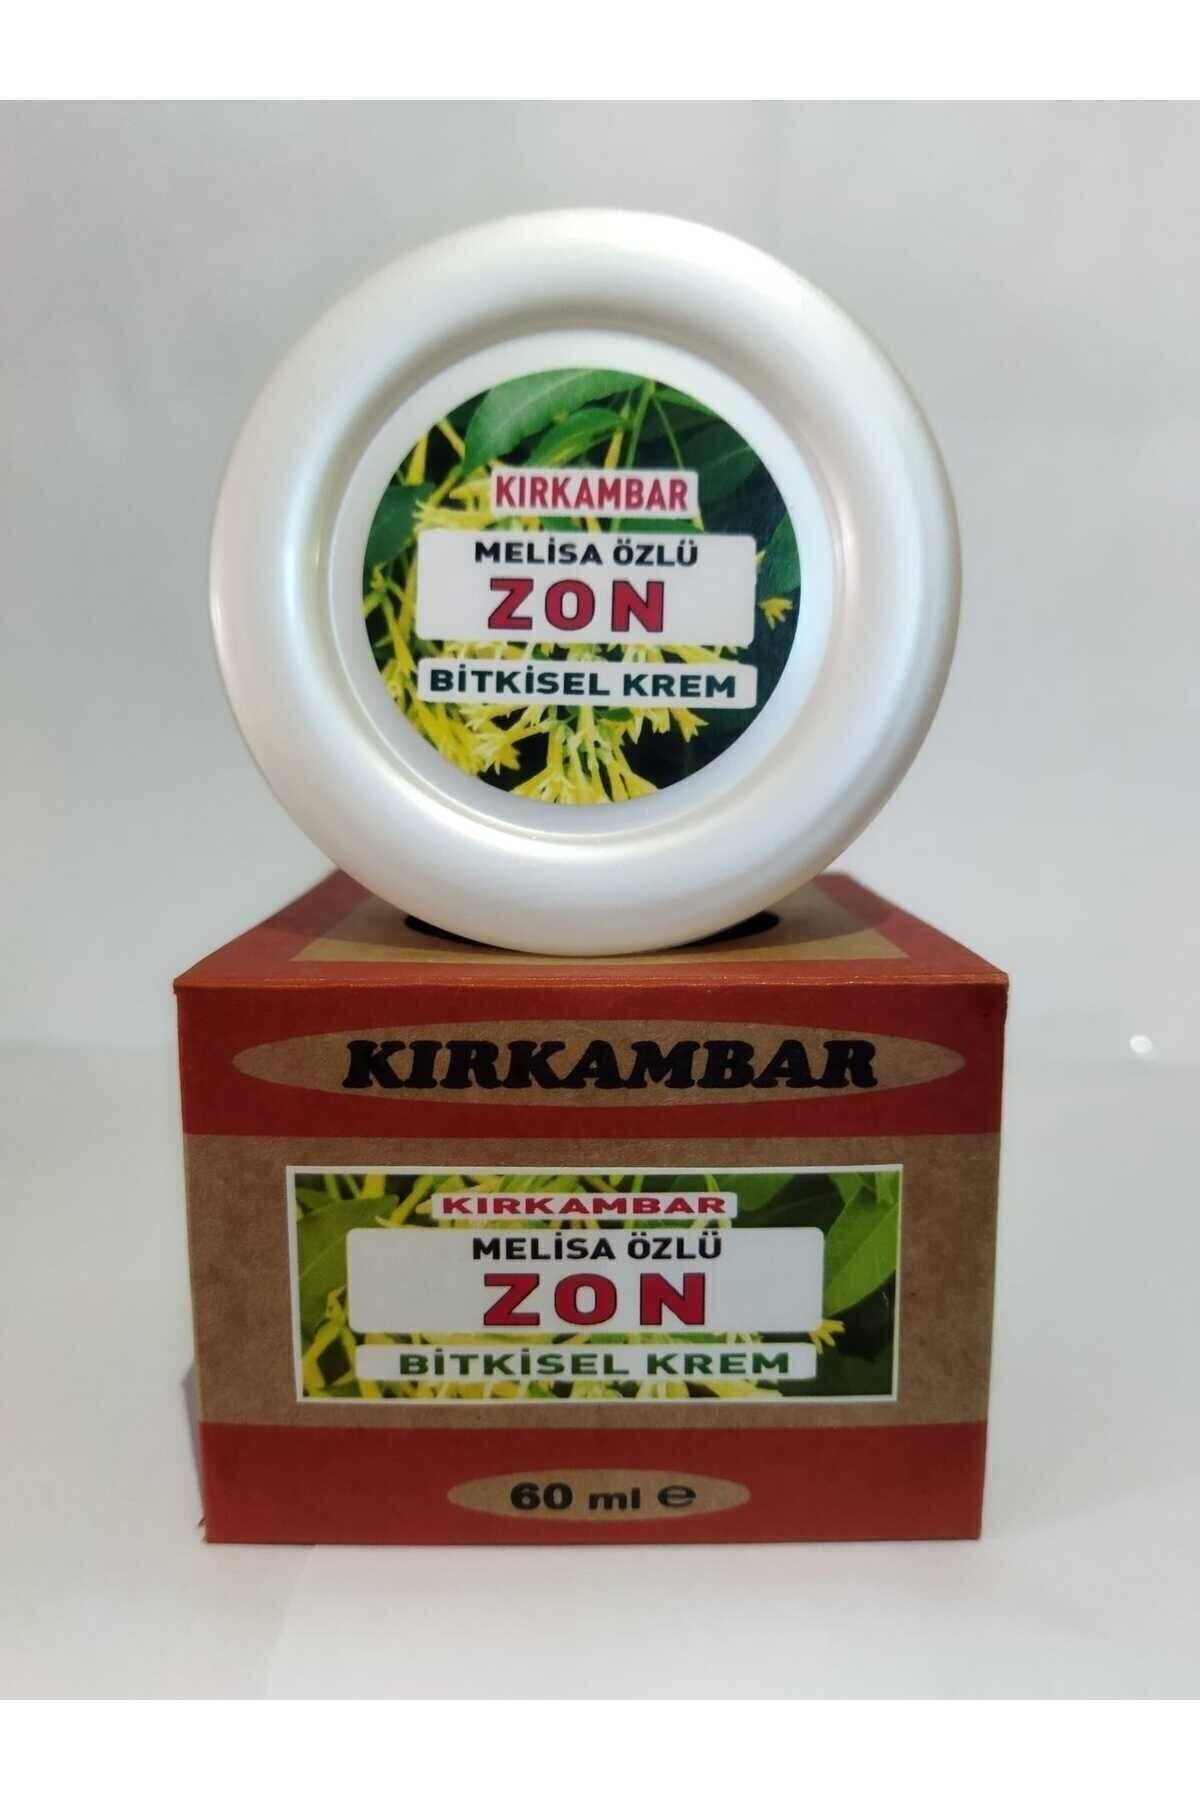 KIRKAMBAR
MELİSA ÖZLÜ
ZON
BİTKİSEL KREM
KIRKAMBAR
KIRKAMBAR
MELİSA ÖZLÜ
ZON
BİTKİSEL KREM
60 ml ℮